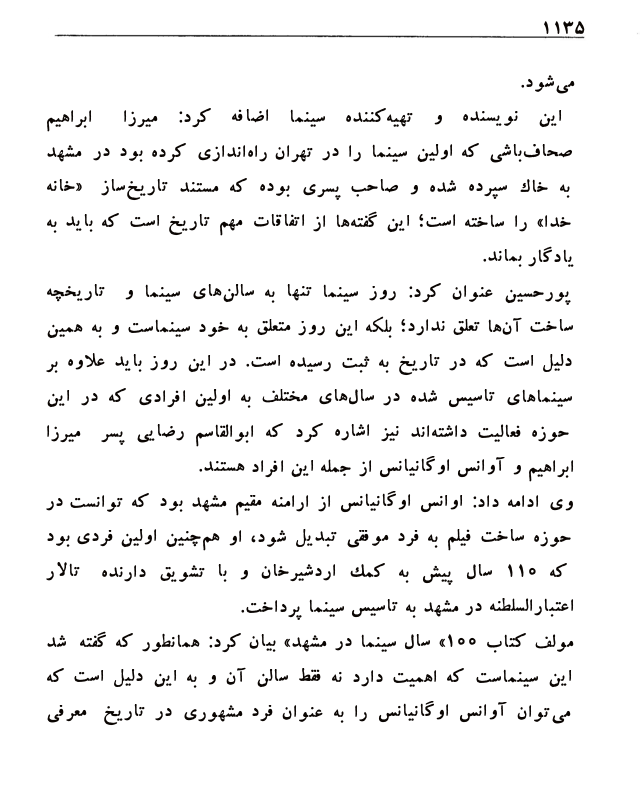 ۱۱۳۵
می‌شود.
این نویسنده و تهیه‌کننده سینما اضافه کرد: میرزا ابراهیم
صحاف‌باشی که اولین سینما را در تهران راه‌اندازی کرده بود در مشهد
به خاك سپرده شده و صاحب پسری بوده که مستند تاریخ‌ساز «خانه
خدا» را ساخته است؛ این گفته‌ها از اتفاقات مهم تاریخ است که باید به
یادگار بماند.
پورحسین عنوان کرد: روز سینما تنها به سالن‌های سینما و تاریخچه
ساخت آن‌ها تعلق ندارد؛ بلکه این روز متعلق به خود سینماست و به همین
دلیل است که در تاریخ به ثبت رسیده است. در این روز باید علاوه بر
سینماهای تاسیس شده در سال‌های مختلف به اولین افرادی که در این
حوزه فعالیت داشته‌اند نیز اشاره کرد که ابوالقاسم رضایی پسر میرزا
ابراهیم و آوانس اوگانیانس از جمله این افراد هستند.
وی ادامه داد: اوانس اوگانیانس از ارامنه مقیم مشهد بود که توانست در
حوزه ساخت فیلم به فرد موفقی تبدیل شود، او هم‌چنین اولین فردی بود
که ۱۱۰ سال پیش به کمك اردشیرخان و با تشویق دارنده تالار
اعتبارالسلطنه در مشهد به تاسیس سینما پرداخت.
مولف کتاب ۱۰۰» سال سینما در مشهد» بیان کرد: همانطور که گفته شد
این سینماست که اهمیت دارد نه فقط سالن آن و به این دلیل است که
می‌توان آوانس اوگانیانس را به عنوان فرد مشهوری در تاریخ معرفی